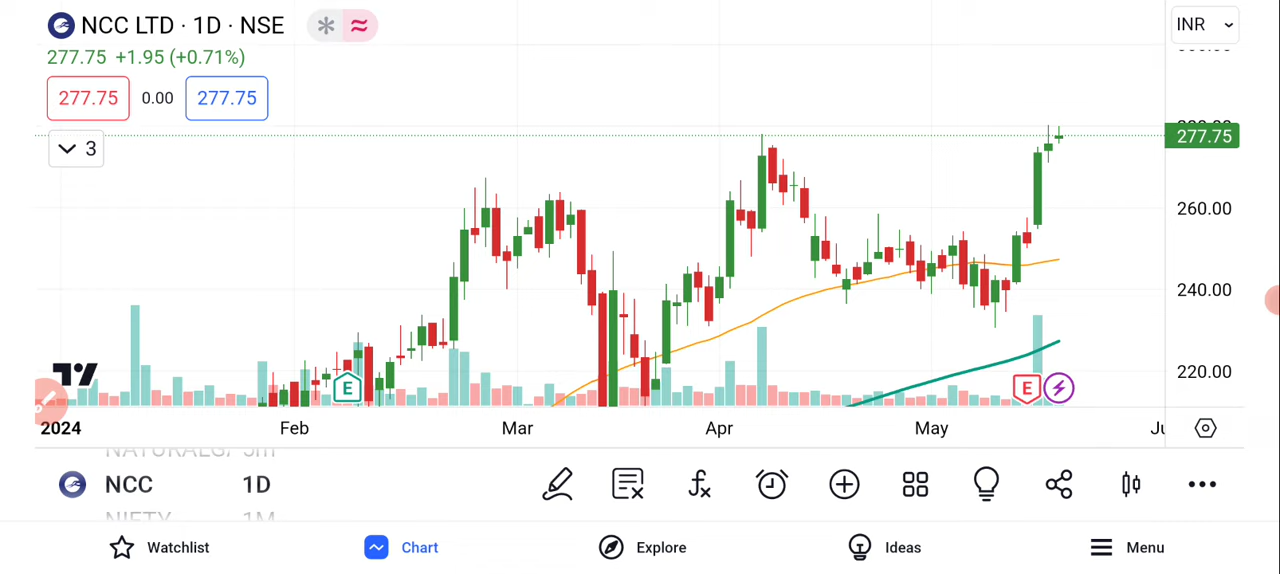 NCC LTD · 1D · NSE
INR
277.75 +1.95 (+0.71%)
277.75 0.00 277.75
277.75
3
260.00
240.00
220.00
E
E
2024 Feb Mar Apr May
NCC 1D
Watchlist Chart Explore Ideas Menu